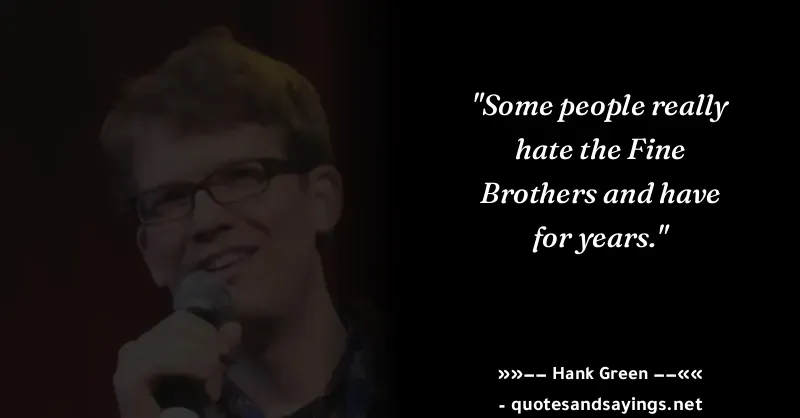 "Some people really
hate the Fine
Brothers and have
for years."
»»—— Hank Green ——««
- quotesandsayings.net